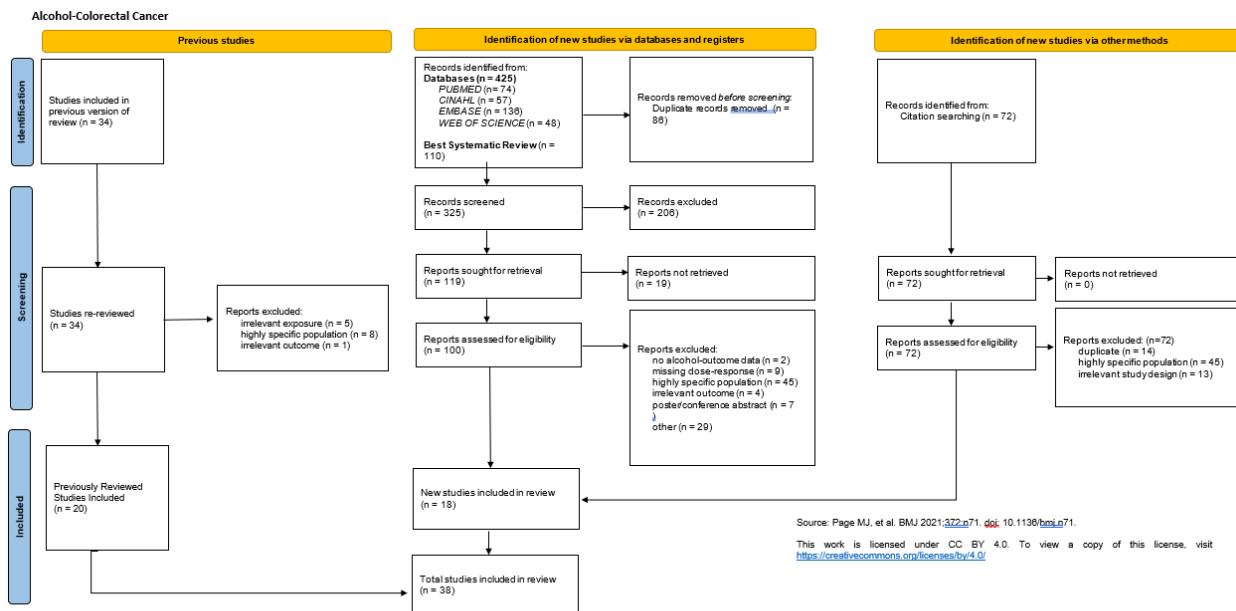 Alcohol-Colorectal Cancer
Previous studies
Identification of new studies via databases and registers
Identification of new studies via other methods
Identification
Screening
Included
Studies included in
previous version of
review (n = 34)
Studies re-reviewed
(n = 34)
Reports excluded:
irrelevant exposure (n = 5)
highly specific population (n = 8)
irrelevant outcome (n = 1)
Previously Reviewed
Studies Included
(n = 20)
Records identified from:
Databases (n = 425)
PUBMED (n = 74)
CINAHL (n = 57)
EMBASE (n = 136)
WEB OF SCIENCE (n = 48)
Best Systematic Review (n =
110)
Records removed before screening:
Duplicate records removed (n =
86)
Records screened
(n = 325)
Records excluded
(n = 206)
Reports sought for retrieval
(n = 119)
Reports not retrieved
(n = 19)
Reports assessed for eligibility
(n = 100)
Reports excluded:
no alcohol-outcome data (n = 2)
missing dose-response (n = 9)
highly specific population (n = 45)
irrelevant outcome (n = 4)
poster/conference abstract (n = 7
)
other (n = 29)
New studies included in review
(n = 18)
Total studies included in review
(n = 38)
Records identified from:
Citation searching (n = 72)
Reports sought for retrieval
(n = 72)
Reports not retrieved
(n = 0)
Reports assessed for eligibility
(n = 72)
Reports excluded: (n=72)
duplicate (n = 14)
highly specific population (n = 45)
irrelevant study design (n = 13)
Source: Page MJ, et al. BMJ 2021;372:n71. doi: 10.1136/bmj.n71.
This work is licensed under CC BY 4.0. To view a copy of this license, visit
https://creativecommons.org/licenses/by/4.0/